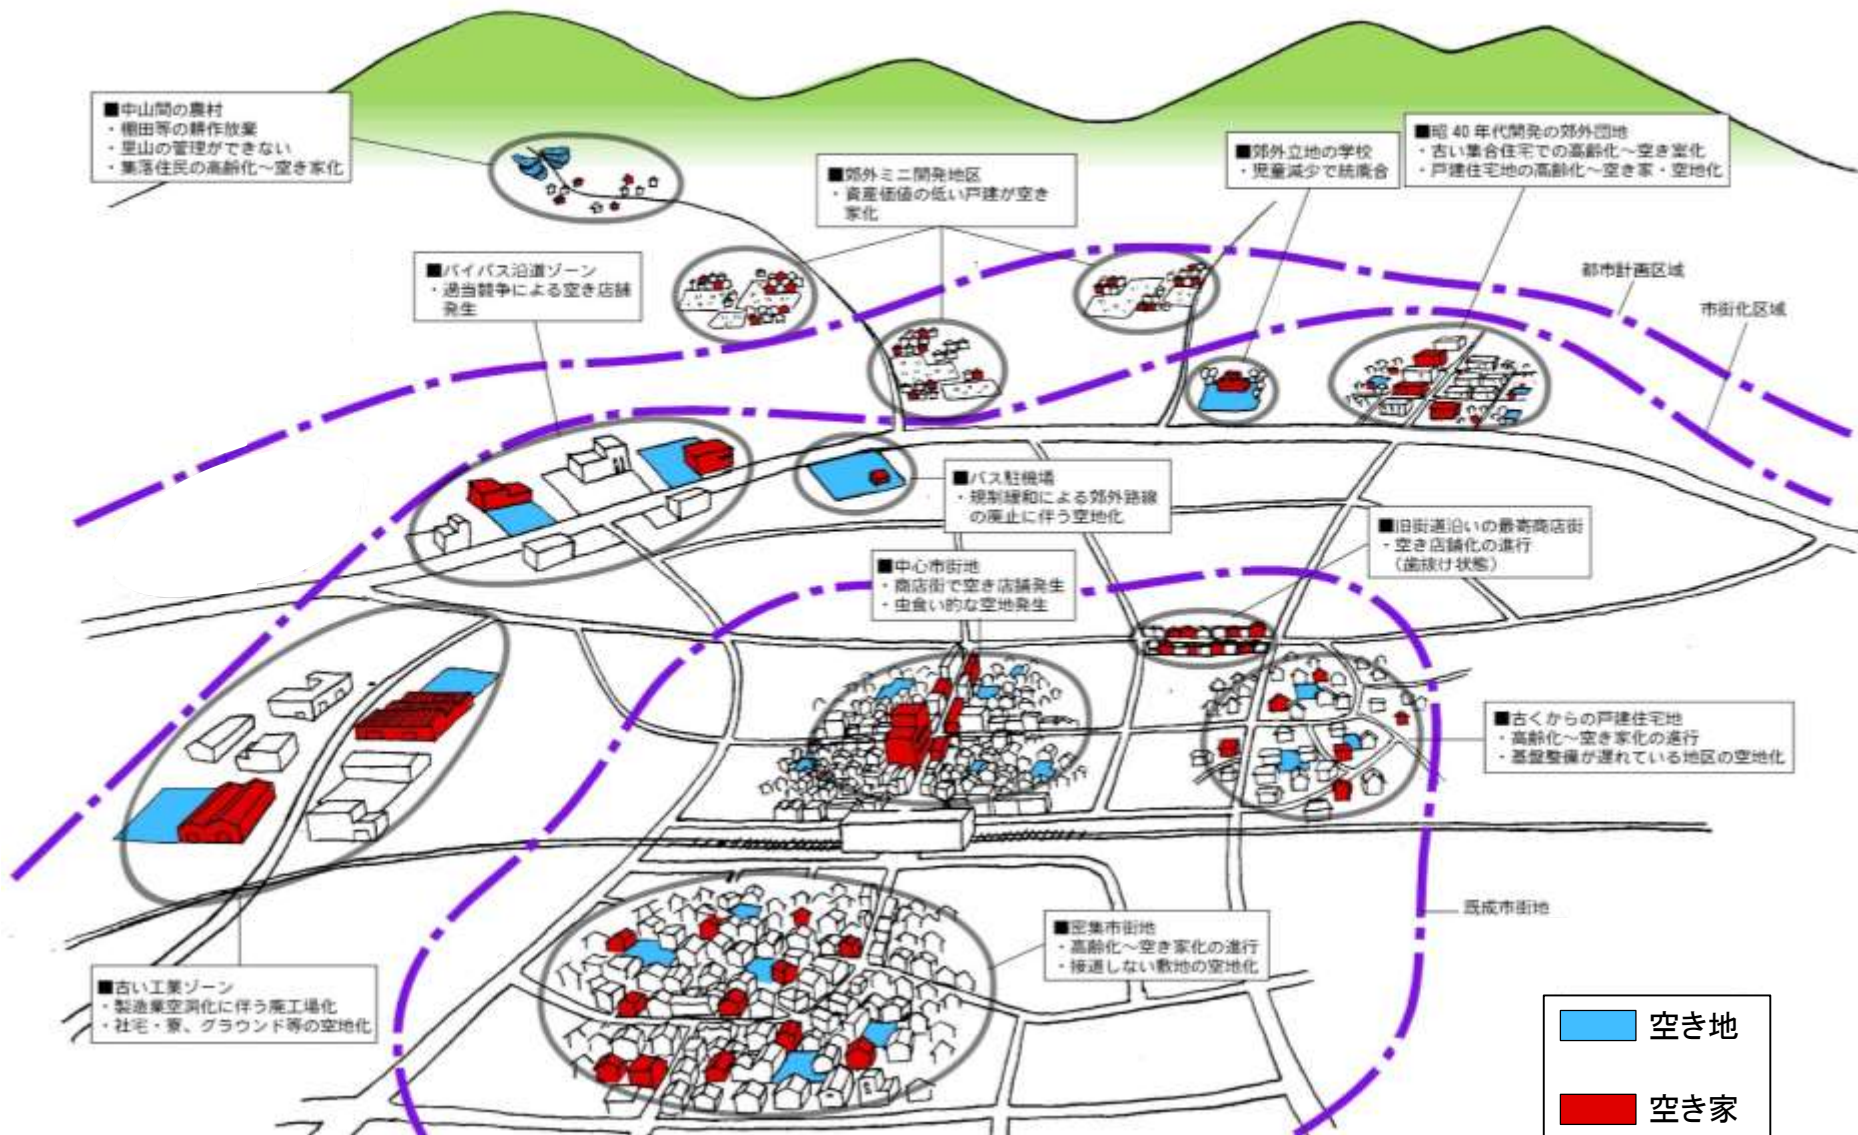 ■中山間の農村
・棚田等の耕作放棄
・里山の管理ができない
・集落住民の高齢化～空き家化
■郊外ミニ開発地区
・資産価値の低い戸建が空き
家化
■郊外立地の学校
・児童減少で統廃合
■昭40年代開発の郊外団地
・古い集合住宅での高齢化～空き室化
・戸建住宅地の高齢化～空き家・空地化
■バイパス沿道ゾーン
・過当競争による空き店舗
発生
都市計画区域
市街化区域
■バス駐機場
・規制緩和による郊外路線
の廃止に伴う空地化
■旧街道沿いの最寄商店街
・空き店舗化の進行
（歯抜け状態）
■中心市街地
・商店街で空き店舗発生
・虫食い的な空地発生
■古くからの戸建住宅地
・高齢化～空き家化の進行
・基盤整備が遅れている地区の空地化
既成市街地
■密集市街地
・高齢化～空き家化の進行
・接道しない敷地の空地化
■古い工業ゾーン
・製造業空洞化に伴う廃工場化
・社宅・寮、グラウンド等の空地化
空き地
空き家